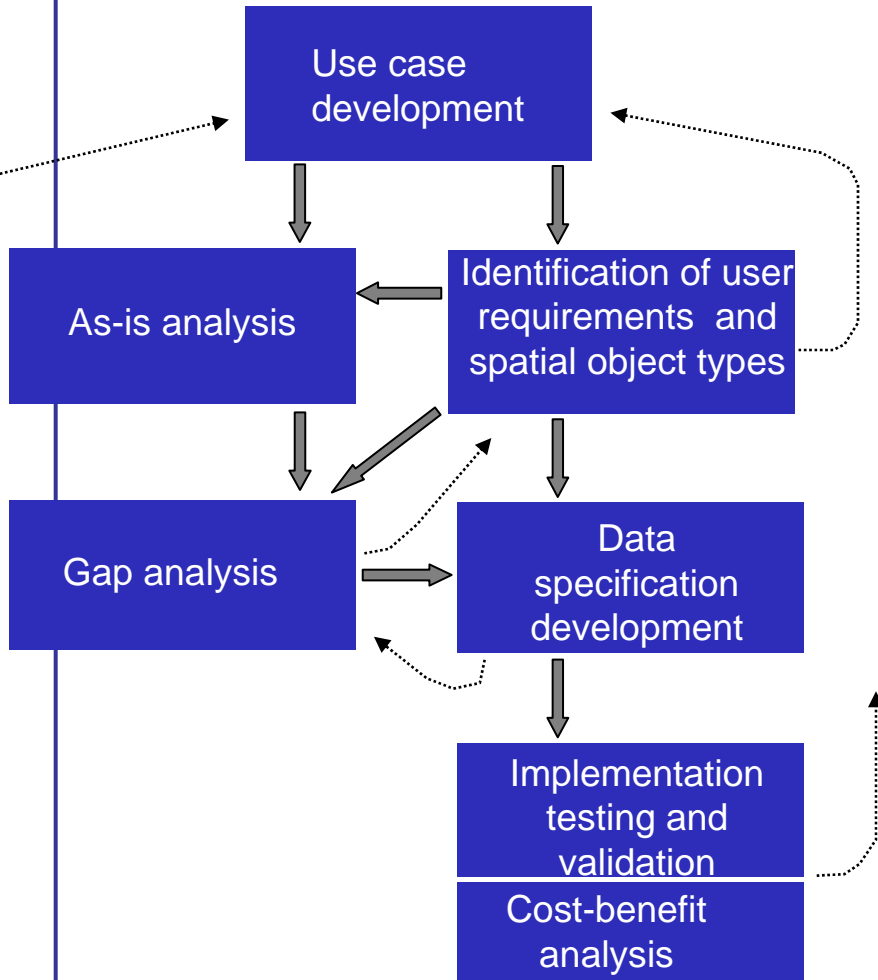 Use case
development
As-is analysis
Identification of user
requirements and
spatial object types
Gap analysis
Data
specification
development
Implementation
testing and
validation
Cost-benefit
analysis